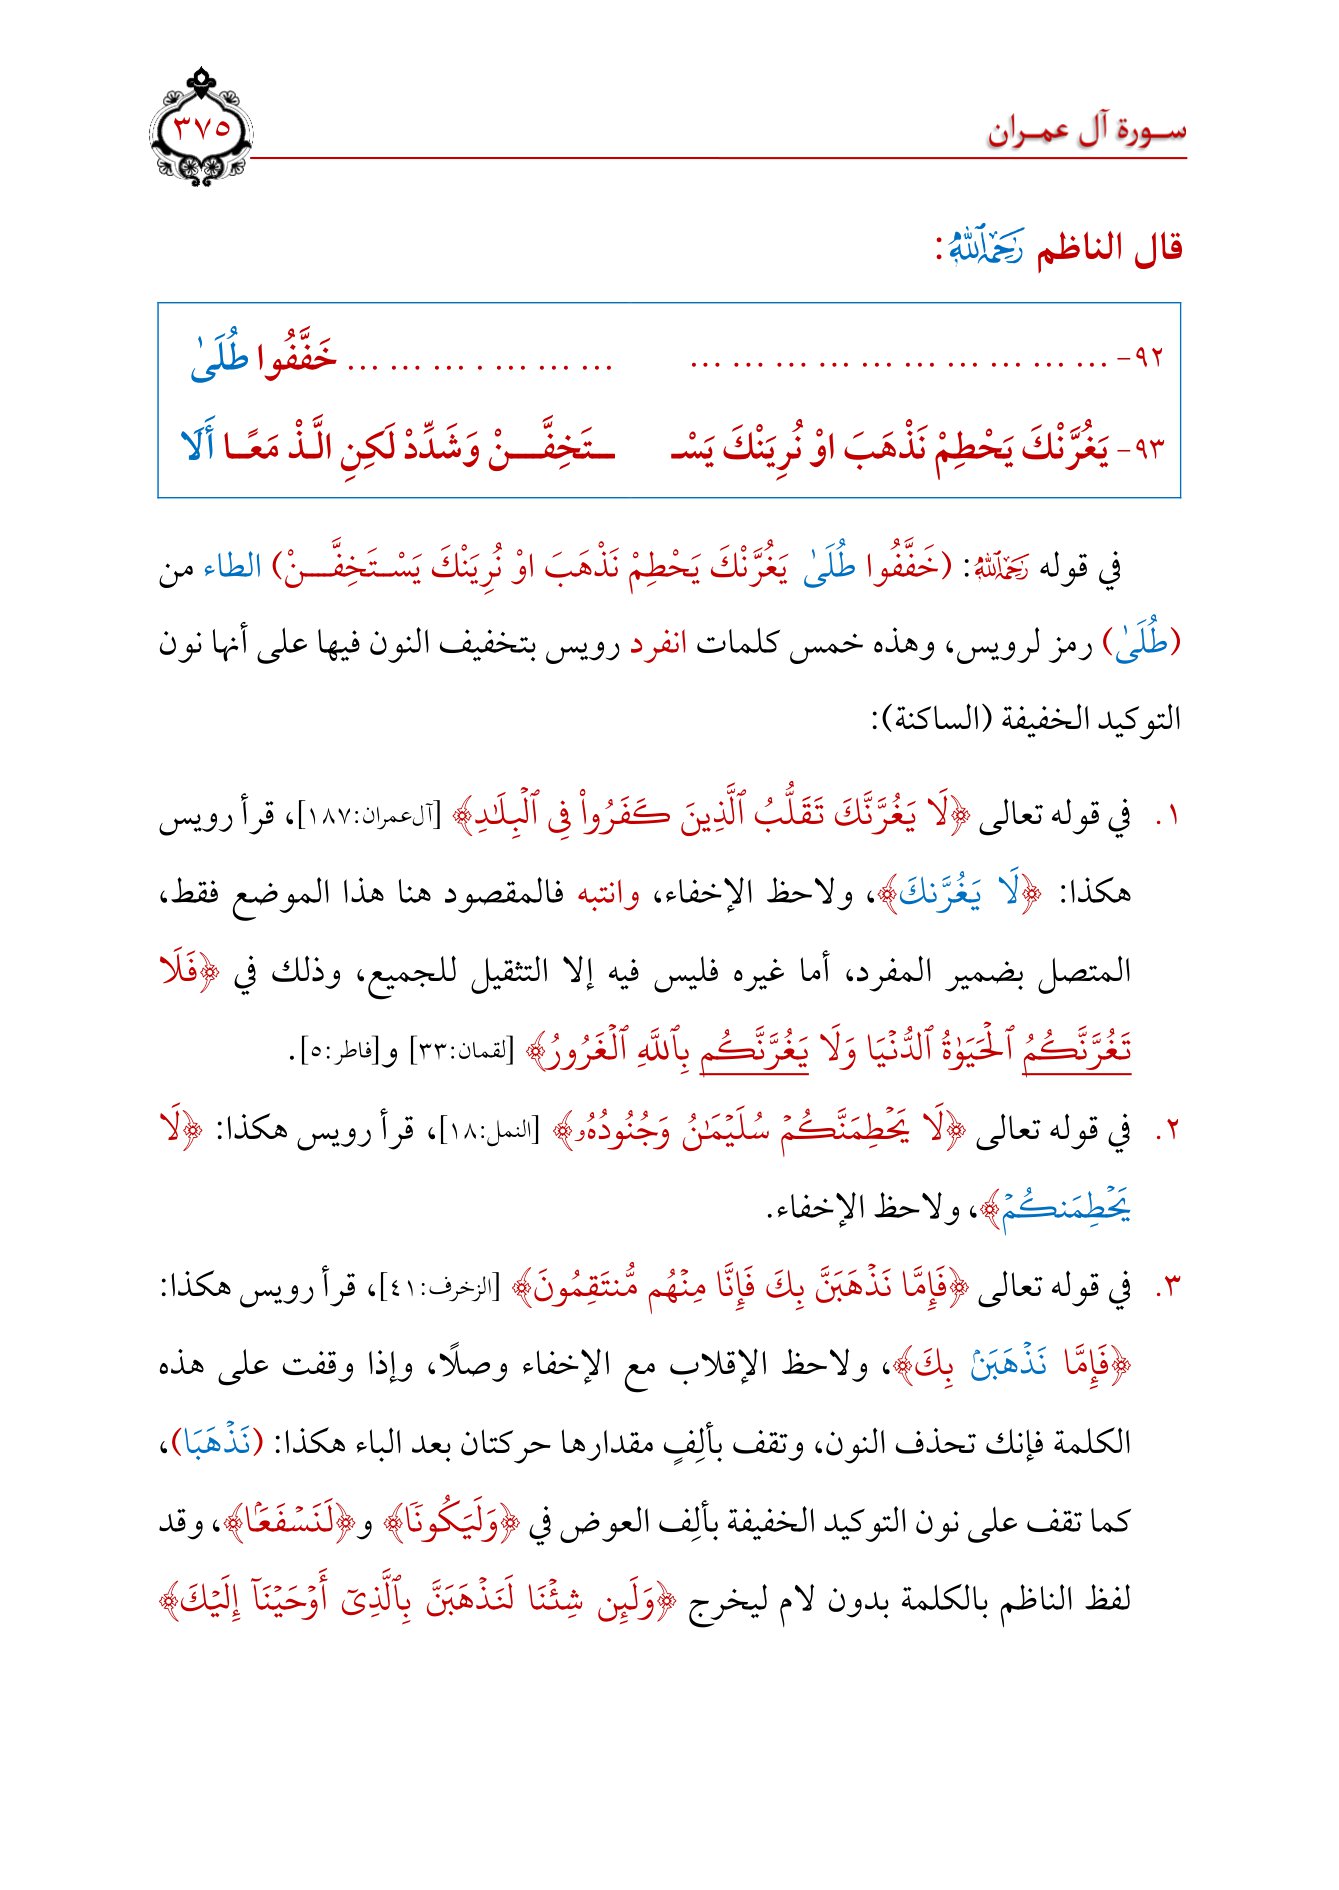 سورة آل عمران
٣٧٥
قال الناظم رَحِمَهُ ٱللَّهُ:
٩٢- ... ... ... ... ... ... ... ... ... ... ... ... ... . ... ... ... خَفَّفُوا طُلَىٰ
٩٣- يَغُرَّنْكَ يَحْطِمْ نَذْهَبَ اوْ نُرِيَنْكَ يَسْـ ـتَخِفَّـنْ وَشَدِّدْ لَكِنِ الَّذْ مَعًا أَلَا
في قوله رَحِمَهُ ٱللَّهُ: (خَفَّفُوا طُلَىٰ يَغُرَّنْكَ يَحْطِمْ نَذْهَبَ اوْ نُرِيَنْكَ يَسْتَخِفَّـنْ) الطاء من
(طُلَىٰ) رمز لرويس، وهذه خمس كلمات انفرد رويس بتخفيف النون فيها على أنها نون
التوكيد الخفيفة (الساكنة):
١. في قوله تعالى ﴿لَا يَغُرَّنَّكَ تَقَلُّبُ ٱلَّذِينَ كَفَرُواْ فِى ٱلْبِلَـٰدِ﴾ [آل عمران:١٨٧]، قرأ رويس
هكذا: ﴿لَا يَغُرَّنكَ﴾، ولاحظ الإخفاء، وانتبه فالمقصود هنا هذا الموضع فقط،
المتصل بضمير المفرد، أما غيره فليس فيه إلا التثقيل للجميع، وذلك في ﴿فَلَا
تَغُرَّنَّكُمُ ٱلْحَيَوٰةُ ٱلدُّنْيَا وَلَا يَغُرَّنَّكُم بِٱللَّهِ ٱلْغَرُورُ﴾ [لقمان:٣٣] و[فاطر:٥].
٢. في قوله تعالى ﴿لَا يَحْطِمَنَّكُمْ سُلَيْمَـٰنُ وَجُنُودُهُۥ﴾ [النمل:١٨]، قرأ رويس هكذا: ﴿لَا
يَحْطِمَنكُمْ﴾، ولاحظ الإخفاء.
٣. في قوله تعالى ﴿فَإِمَّا نَذْهَبَنَّ بِكَ فَإِنَّا مِنْهُم مُّنتَقِمُونَ﴾ [الزخرف:٤١]، قرأ رويس هكذا:
﴿فَإِمَّا نَذْهَبَنۢ بِكَ﴾، ولاحظ الإقلاب مع الإخفاء وصلًا، وإذا وقفت على هذه
الكلمة فإنك تحذف النون، وتقف بألِفٍ مقدارها حركتان بعد الباء هكذا: (نَذْهَبَا)،
كما تقف على نون التوكيد الخفيفة بألِف العوض في ﴿وَلَيَكُونٗا﴾ و﴿لَنَسْفَعَۢا﴾، وقد
لفظ الناظم بالكلمة بدون لام ليخرج ﴿وَلَئِن شِئْنَا لَنَذْهَبَنَّ بِٱلَّذِىٓ أَوْحَيْنَآ إِلَيْكَ﴾